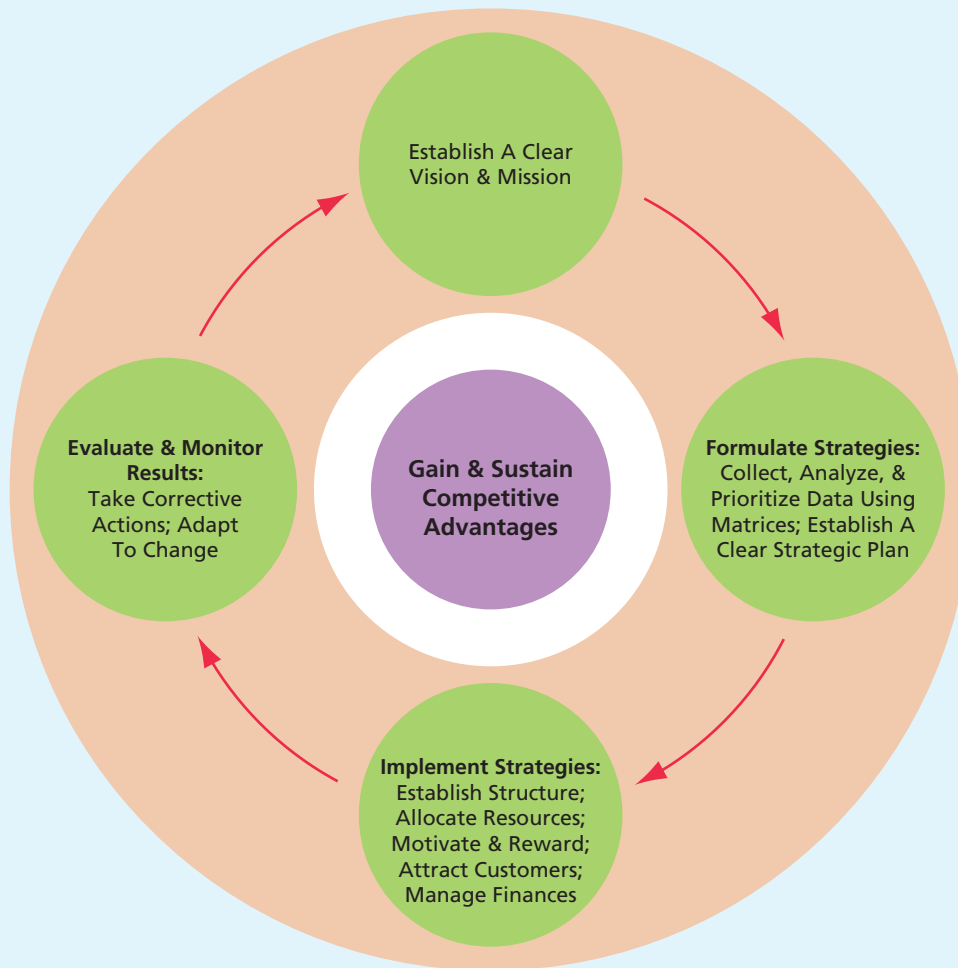 Establish A Clear
Vision & Mission
Evaluate & Monitor
Results:
Take Corrective
Actions; Adapt
To Change
Gain & Sustain
Competitive
Advantages
Formulate Strategies:
Collect, Analyze, &
Prioritize Data Using
Matrices; Establish A
Clear Strategic Plan
Implement Strategies:
Establish Structure;
Allocate Resources;
Motivate & Reward;
Attract Customers;
Manage Finances